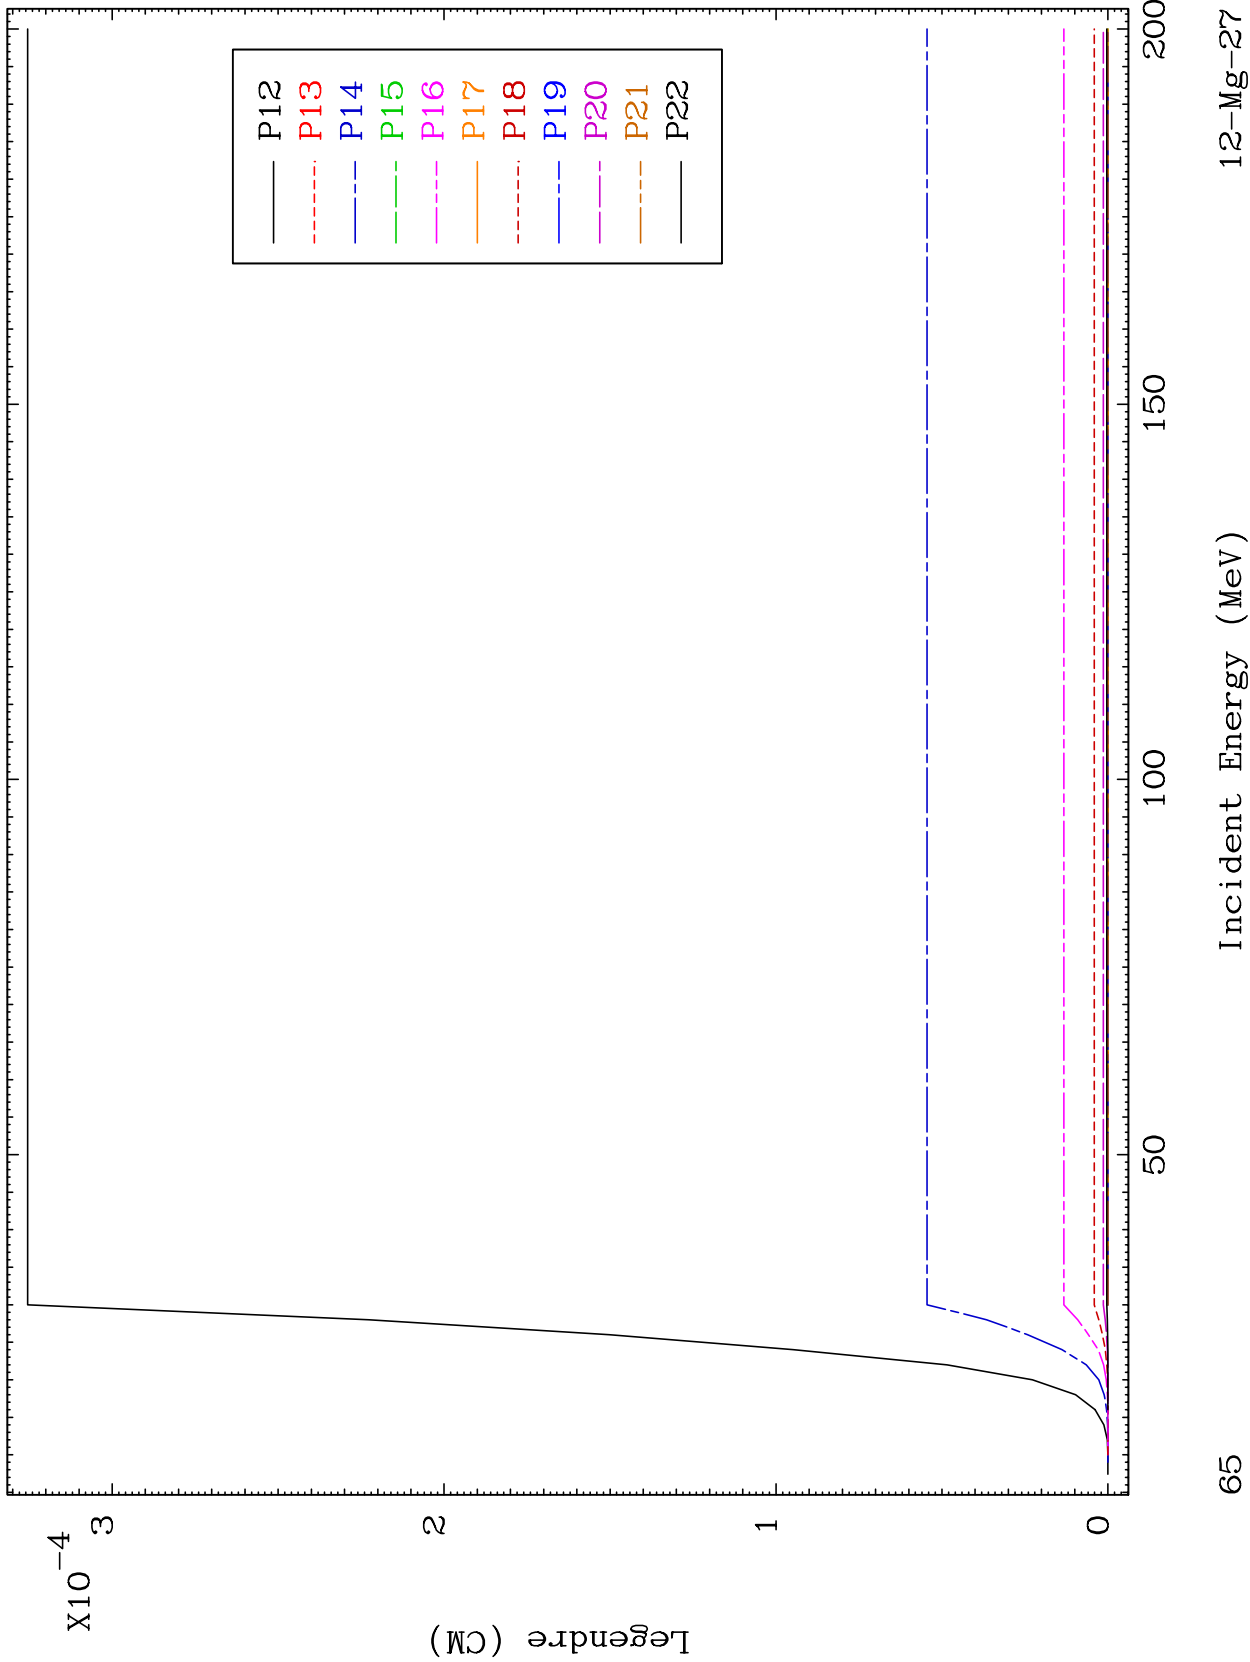 X10-4
3
2
1
0
Legendre (CM)
P12
P13
P14
P15
P16
P17
P18
P19
P20
P21
P22
50
100
150
200
65
Incident Energy (MeV)
12-Mg-27